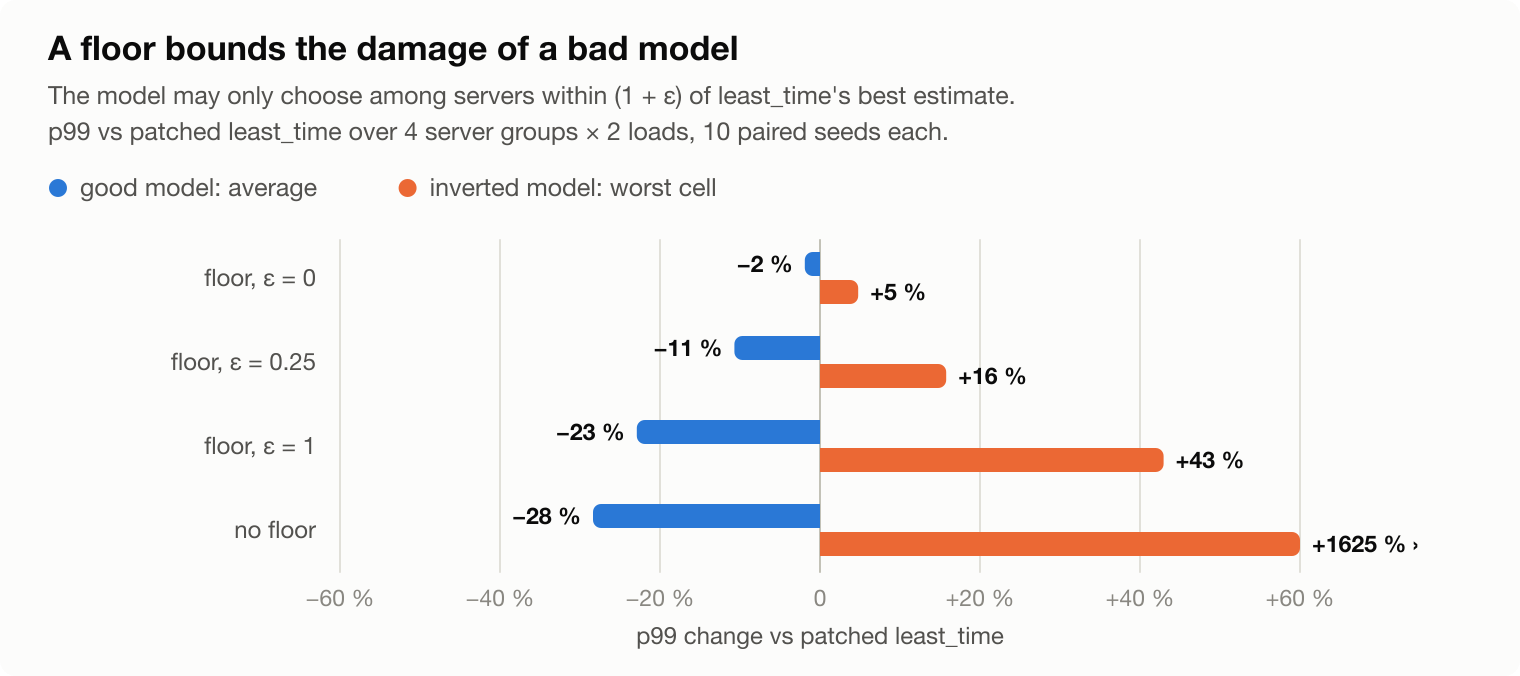 A floor bounds the damage of a bad model
The model may only choose among servers within (1 + ε) of least_time's best estimate.
p99 vs patched least_time over 4 server groups × 2 loads, 10 paired seeds each.
good model: average inverted model: worst cell
floor, ε = 0 −2 % +5 %
floor, ε = 0.25 −11 % +16 %
floor, ε = 1 −23 % +43 %
no floor −28 % +1625 % ›
−60 % −40 % −20 % 0 +20 % +40 % +60 %
p99 change vs patched least_time